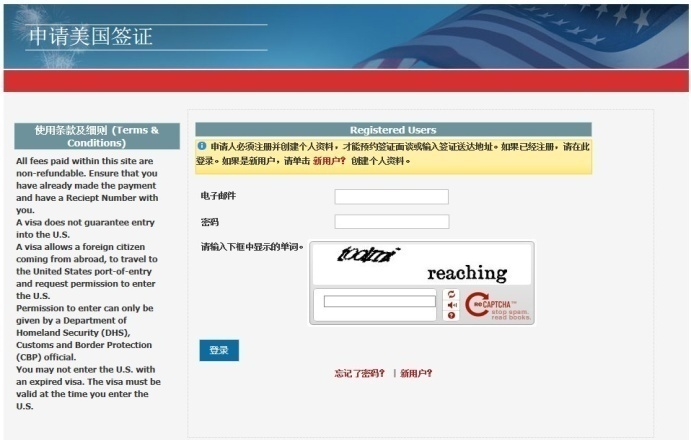 申请美国签证
使用条款及细则 (Terms &
Conditions)
All fees paid within this site are
non-refundable. Ensure that you
have already made the payment
and have a Reciept Number with
you.
A visa does not guarantee entry
into the U.S.
A visa allows a foreign citizen
coming from abroad, to travel to
the United States port-of-entry
and request permission to enter
the U.S.
Permission to enter can only be
given by a Department of
Homeland Security (DHS),
Customs and Border Protection
(CBP) official.
You may not enter the U.S. with
an expired visa. The visa must be
valid at the time you enter the
U.S.
Registered Users
申请人必须注册并创建个人资料，才能预约签证面谈或输入签证送达地址。如果已经注册，请在此
登录。如果是新用户，请单击 新用户？ 创建个人资料。
电子邮件
密码
请输入下框中显示的单词。
reaching
reCAPTCHA™
stop spam.
read books.
登录
忘记了密码？ | 新用户？